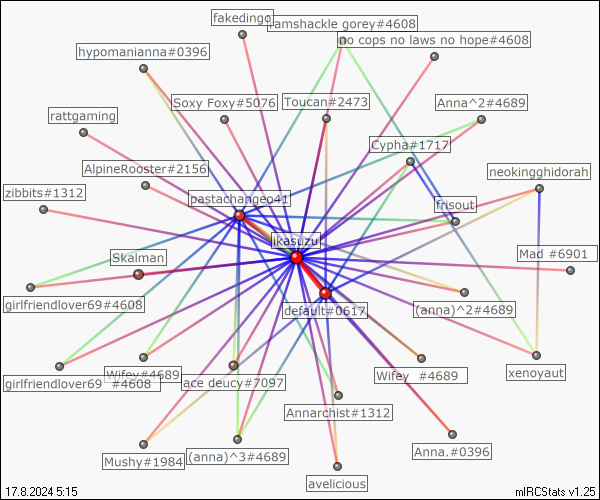 fakedingo
ramshackle gorey#4608
no cops no laws no hope#4608
hypomanianna#0396
Soxy Foxy#5076
Toucan#2473
Anna^2#4689
rattgaming
Cypha#1717
AlpineRooster#2156
neokingghidorah
zibbits#1312
pastachangeo41
frisout
ikasuzu
Skaiman
Mad #6901
girlfriendlover69#4608
default#0617
(anna)^2#4689
Wifey#4689
girlfriendlover69 #4608
ace deucy#7097
Wifey #4689
xenoyaut
Annarchist#1312
Mushy#1984
(anna)^3#4689
Anna.#0396
avelicious
17.8.2024 5:15
mIRCStats v1.25